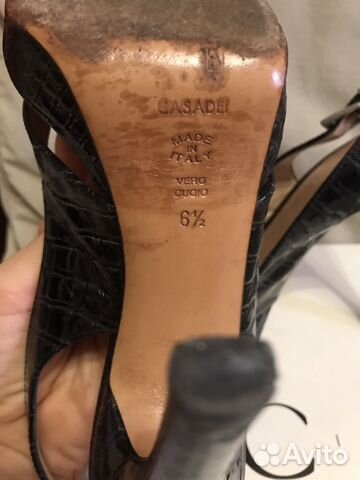 CASADEI
MADE
IN
ITALY
VERO
CUOIO
6½
C
Avito